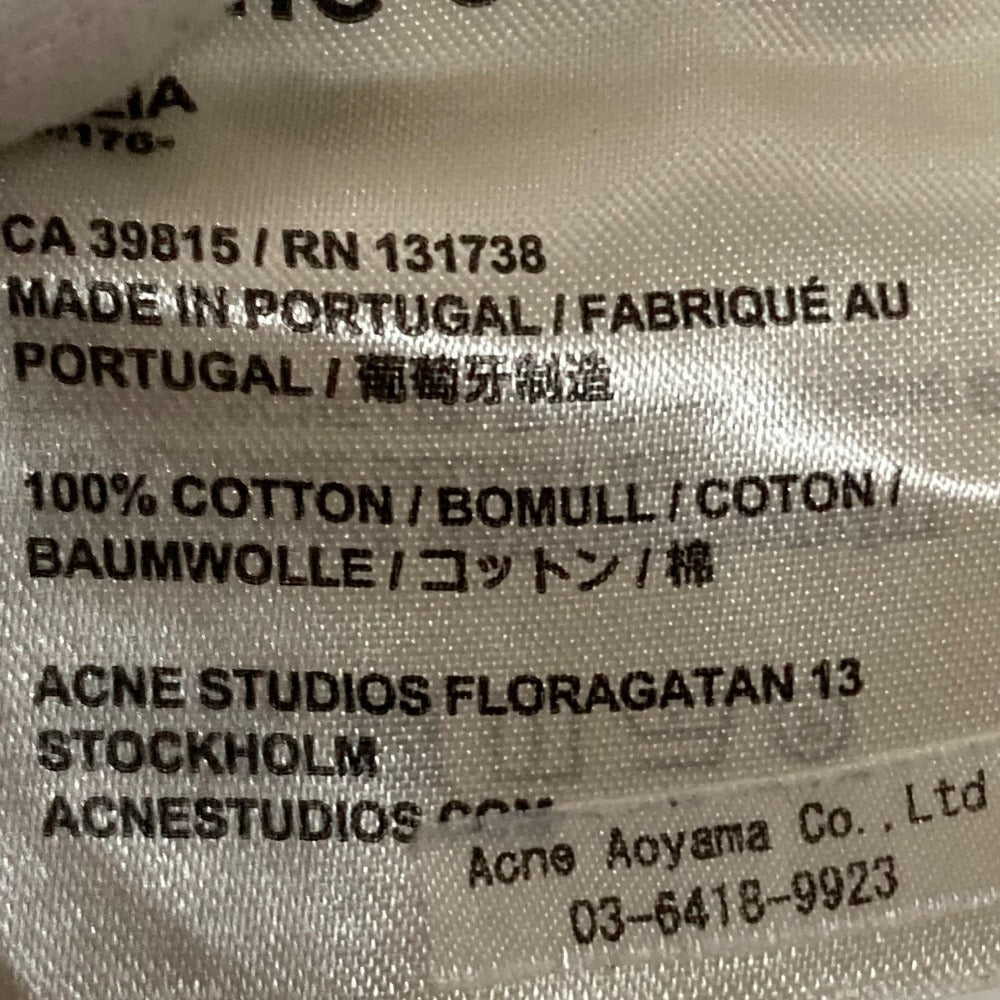 CA 39815 / RN 131738
MADE IN PORTUGAL / FABRIQUÉ AU
PORTUGAL / 葡萄牙制造
100% COTTON / BOMULL / COTON /
BAUMWOLLE / コットン / 棉
ACNE STUDIOS FLORAGATAN 13
STOCKHOLM
ACNESTUDIOS
Acne Aoyama Co.,Ltd
03-6418-9923